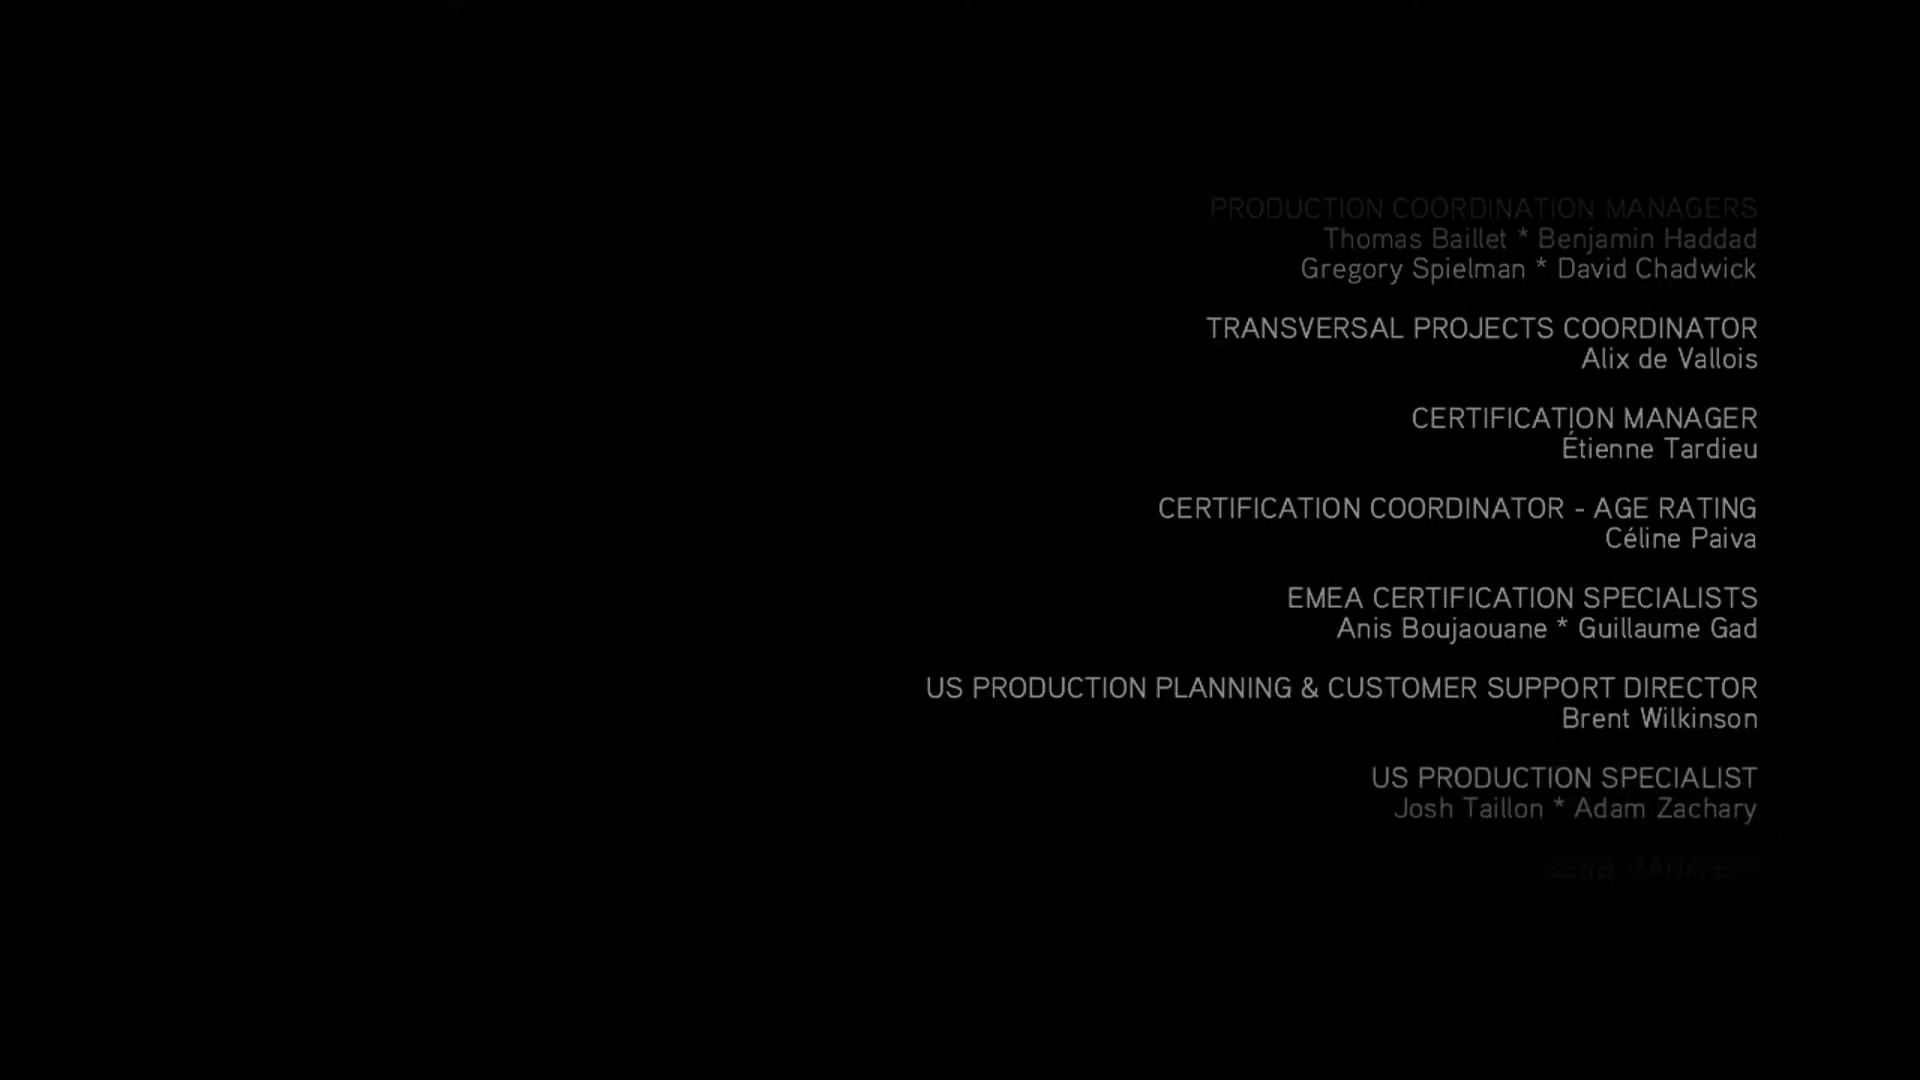 PRODUCTION COORDINATION MANAGERS
Thomas Baillet * Benjamin Haddad
Gregory Spielman * David Chadwick
TRANSVERSAL PROJECTS COORDINATOR
Alix de Vallois
CERTIFICATION MANAGER
Étienne Tardieu
CERTIFICATION COORDINATOR - AGE RATING
Céline Paiva
EMEA CERTIFICATION SPECIALISTS
Anis Boujaouane * Guillaume Gad
US PRODUCTION PLANNING & CUSTOMER SUPPORT DIRECTOR
Brent Wilkinson
US PRODUCTION SPECIALIST
Josh Taillon * Adam Zachary